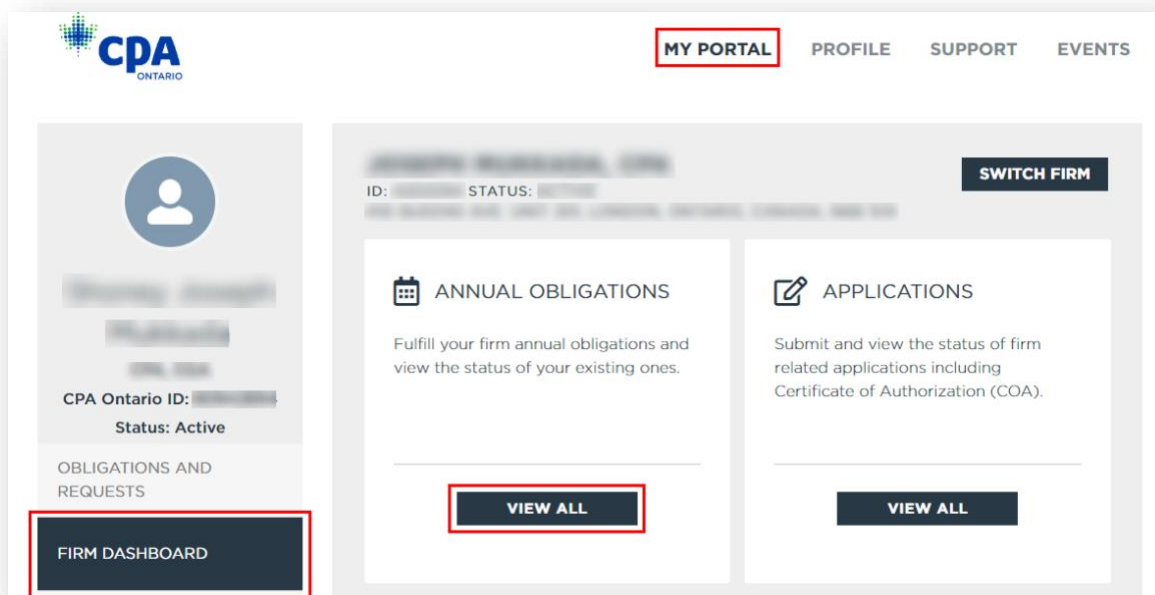 CPA
ONTARIO
MY PORTAL PROFILE SUPPORT EVENTS
CPA Ontario ID:
Status: Active
OBLIGATIONS AND
REQUESTS
FIRM DASHBOARD
ID: STATUS:
SWITCH FIRM
ANNUAL OBLIGATIONS
Fulfill your firm annual obligations and
view the status of your existing ones.
VIEW ALL
APPLICATIONS
Submit and view the status of firm
related applications including
Certificate of Authorization (COA).
VIEW ALL